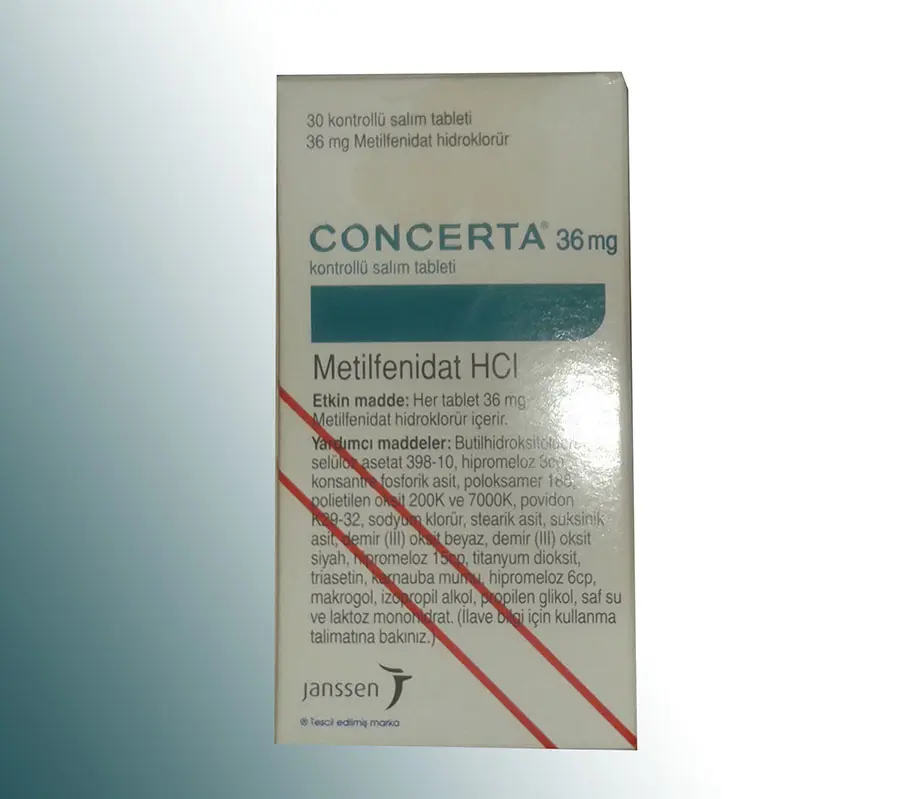 30 kontrollü salım tableti
36 mg Metilfenidat hidroklorür
CONCERTA® 36 mg
kontrollü salım tableti
Metilfenidat HCl
Etkin madde: Her tablet 36 mg
Metilfenidat hidroklorür içerir.
Yardımcı maddeler:
selüloz asetat 398-10, hipromeloz 3cp,
konsantre fosforik asit, poloksamer 188,
polietilen oksit 200K ve 7000K, povidon
K29-32, sodyum klorür, stearik asit, suksinik
asit, demir (III) oksit beyaz, demir (III) oksit
siyah, hipromeloz 15cp, titanyum dioksit,
triasetin, karnauba mumu, hipromeloz 6cp,
makrogol, izopropil alkol, propilen glikol, saf su
ve laktoz monohidrat. (İlave bilgi için kullanma
talimatına bakınız.)
janssen
® Tescil edilmiş marka